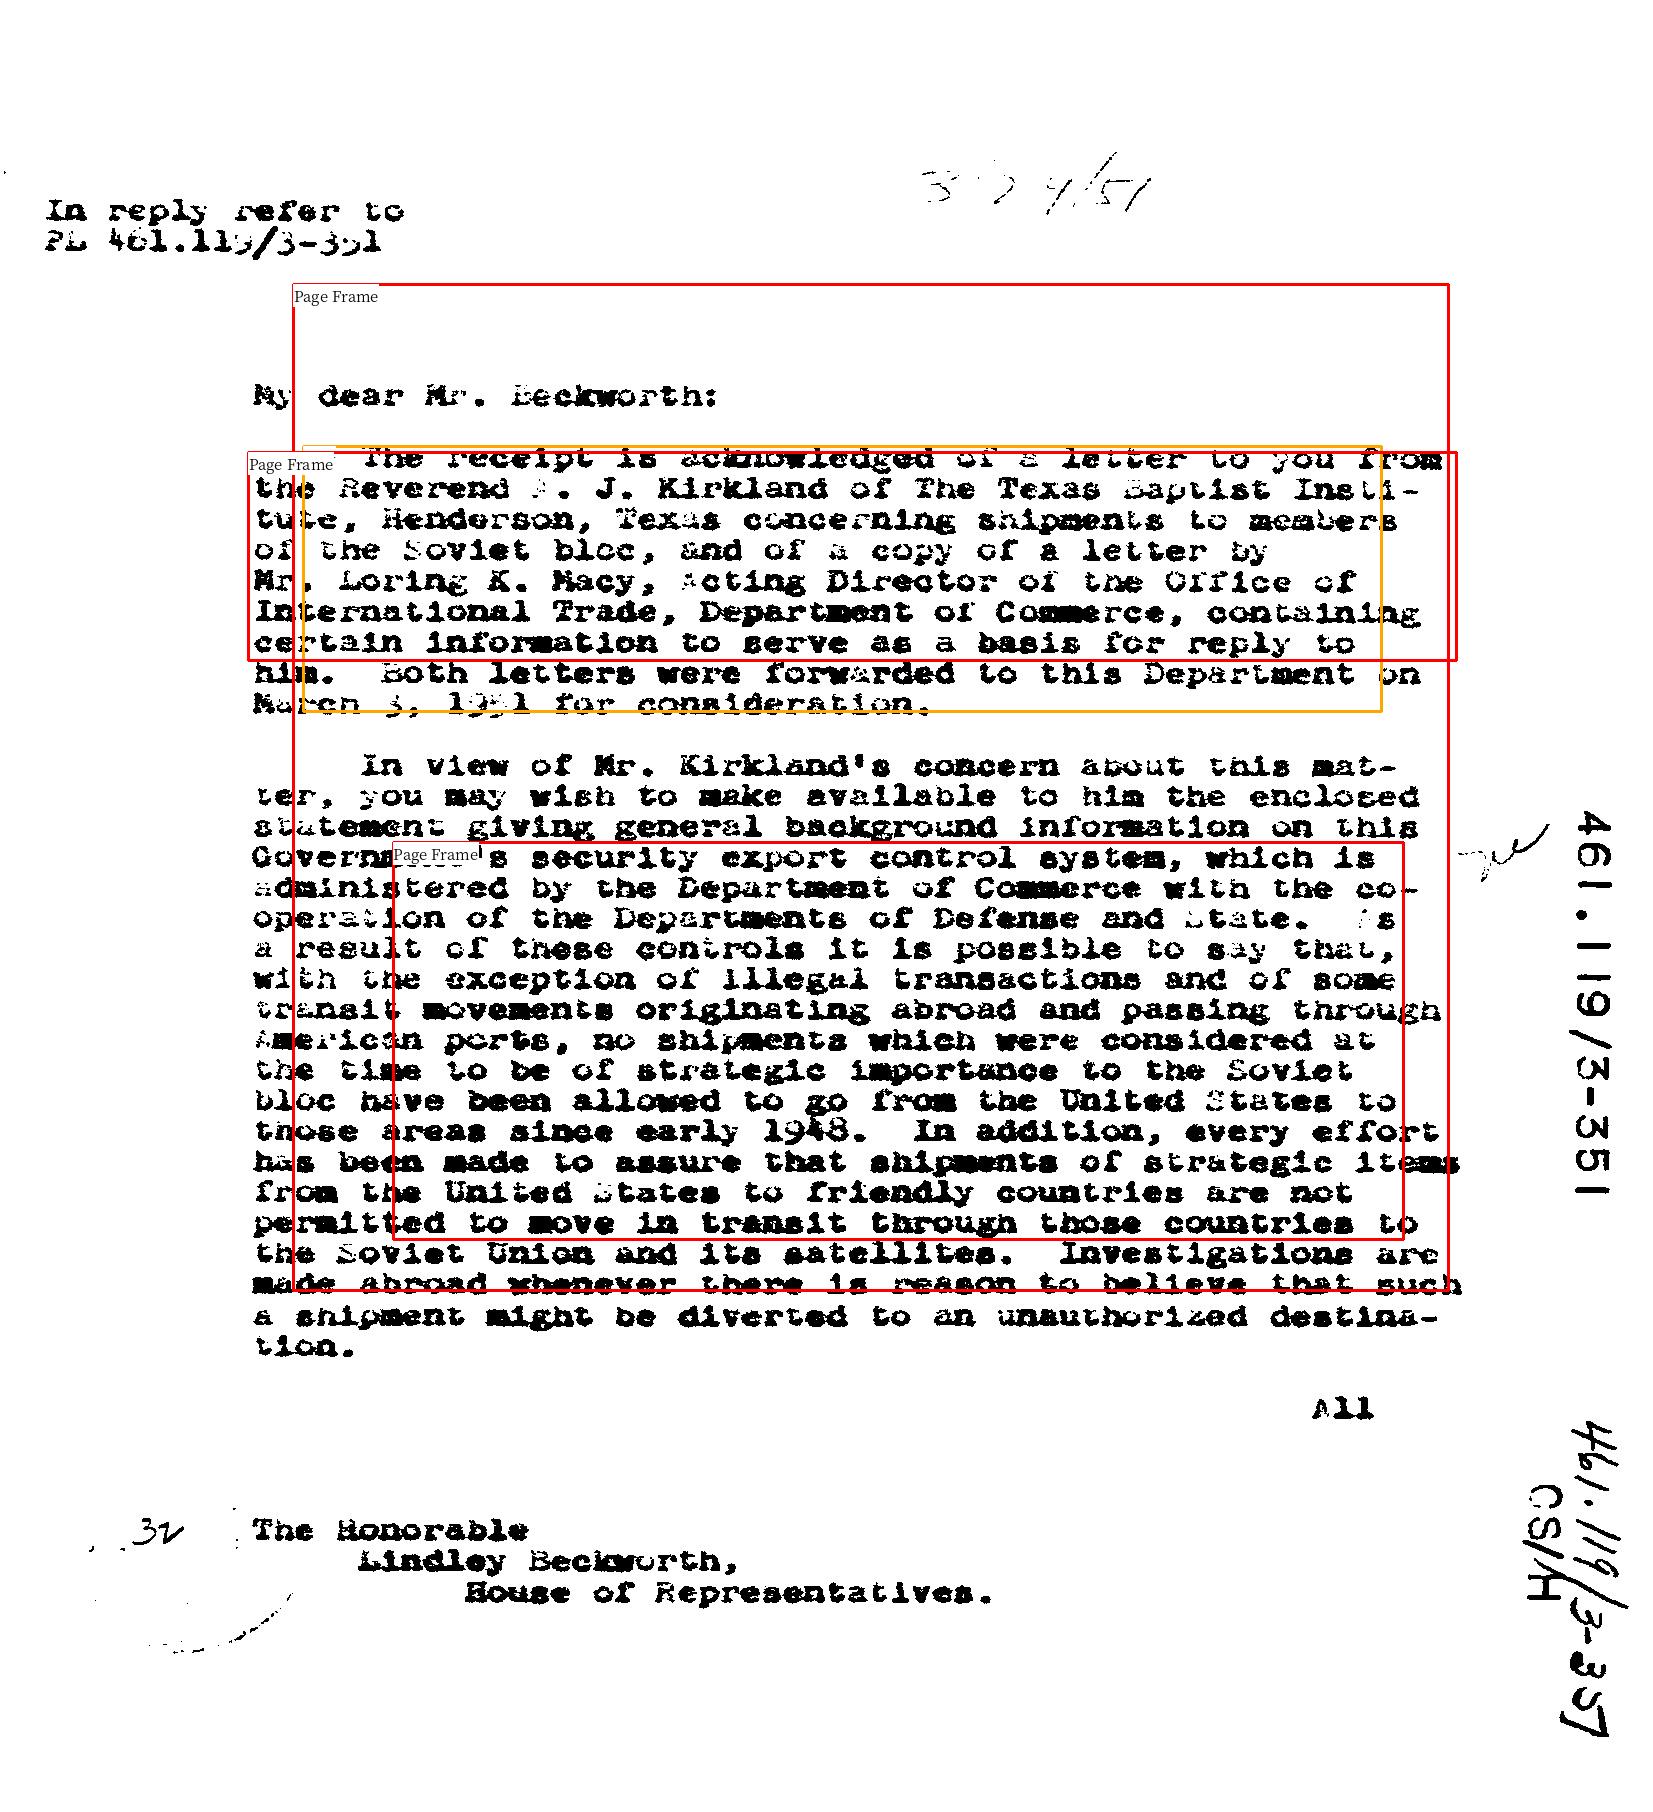 3-24/51
In reply refer to
PL 461.119/3-351
Page Frame
My dear Mr. Beckworth:
Page Frame
The receipt is acknowledged of a letter to you from
the Reverend . J. Kirkland of The Texas Baptist Insti-
tute, Henderson, Texas concerning shipments to members
of the Soviet bloc, and of a copy of a letter by
Mr. Loring K. Macy, Acting Director of the Office of
International Trade, Department of Commerce, containing
certain information to serve as a basis for reply to
him. Both letters were forwarded to this Department on
March 3, 1951 for consideration.
In view of Mr. Kirkland's concern about this mat-
ter, you may wish to make available to him the enclosed
statement giving general background information on this
Page Frame
security export control system, which is
administered by the Department of Commerce with the co-
operation of the Departments of Defense and State. As
a result of these controls it is possible to say that,
with the exception of illegal transactions and of some
transit movements originating abroad and passing through
American ports, no shipments which were considered at
the time to be of strategic importance to the Soviet
bloc have been allowed to go from the United States to
those areas since early 1948. In addition, every effort
has been made to assure that shipments of strategic items
from the United States to friendly countries are not
permitted to move in transit through those countries to
the Soviet Union and its satellites. Investigations are
made abroad whenever there is reason to believe that such
a shipment might be diverted to an unauthorized destina-
tion.
All
32
The Honorable
Lindley Beckworth,
House of Representatives.
461.119/3-351
461.119/3-351
CS/H